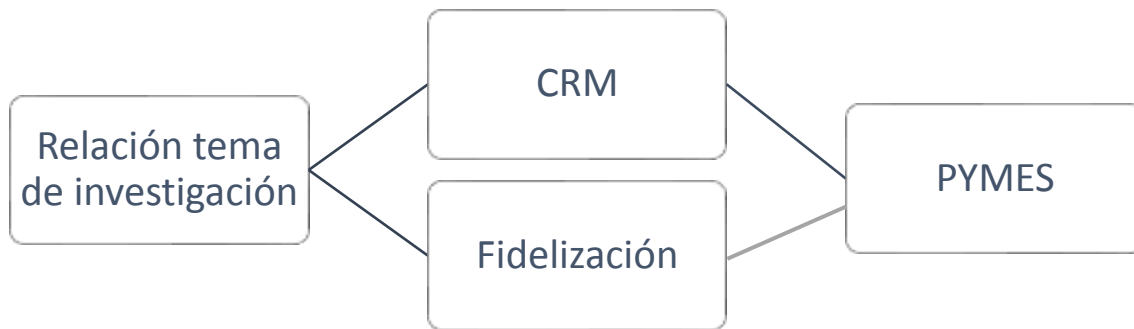 Relación tema
de investigación
CRM
Fidelización
PYMES